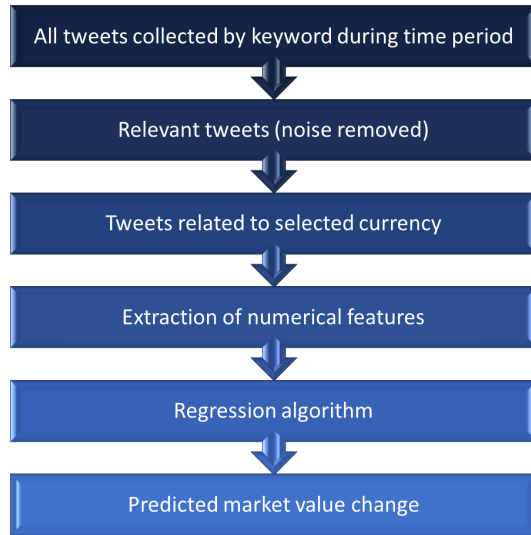 All tweets collected by keyword during time period
Relevant tweets (noise removed)
Tweets related to selected currency
Extraction of numerical features
Regression algorithm
Predicted market value change